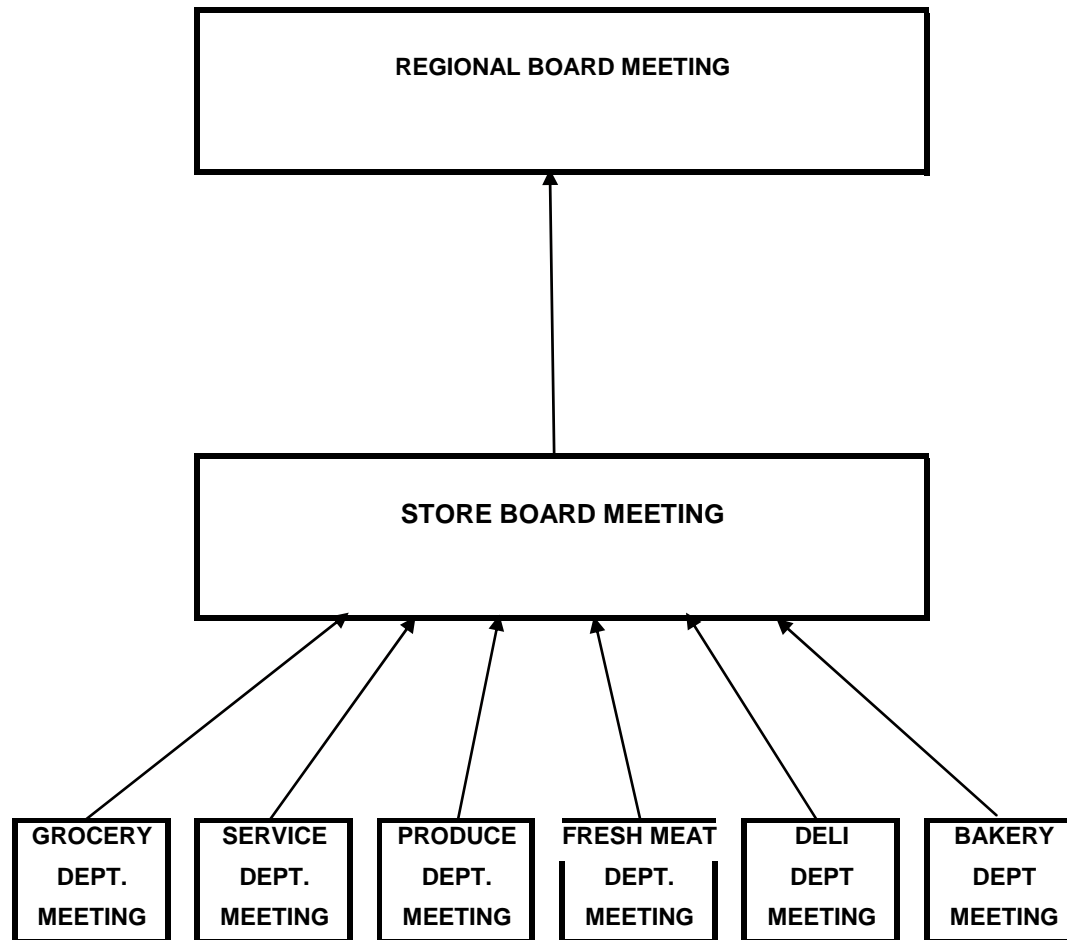 REGIONAL BOARD MEETING
STORE BOARD MEETING
GROCERY
DEPT.
MEETING
SERVICE
DEPT.
MEETING
PRODUCE
DEPT.
MEETING
FRESH MEAT
DEPT.
MEETING
DELI
DEPT
MEETING
BAKERY
DEPT
MEETING